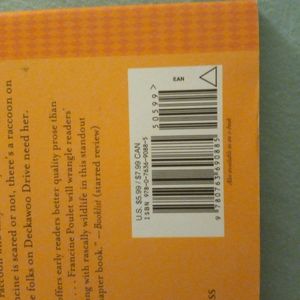 raccoon
ncine is scared or not, there's a raccoon on
e folks on Deckawoo Drive need her.
offers early readers better quality prose than
. . . Francine Poulet will wrangle readers'
ng with rascally wildlife in this standout
apter book." —Booklist (starred review)
U.S. $5.99 / $7.99 CAN
ISBN 978-0-7636-9088-5
50599>
EAN
9 780763 690885
Also available as an e-book
SS